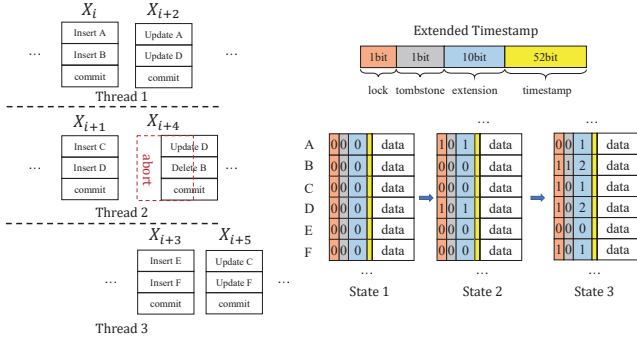 X_i X_{i+2}
... Insert A Update A ...
Insert B Update D
commit commit
Thread 1
X_{i+1} X_{i+4}
... Insert C Update D ...
Insert D Delete B
commit commit
abort
Thread 2
X_{i+3} X_{i+5}
... Insert E Update C ...
Insert F Update F
commit commit
Thread 3
Extended Timestamp
1bit 1bit 10bit 52bit
lock tombstone extension timestamp
... ...
A 0 0 0 data 1 0 1 data 0 0 1 data
B 0 0 0 data 0 0 0 data 1 1 2 data
C 0 0 0 data 0 0 0 data 1 0 1 data
D 0 0 0 data 1 0 1 data 1 0 2 data
E 0 0 0 data 0 0 0 data 0 0 0 data
F 0 0 0 data 0 0 0 data 1 0 1 data
... ... ...
State 1 State 2 State 3